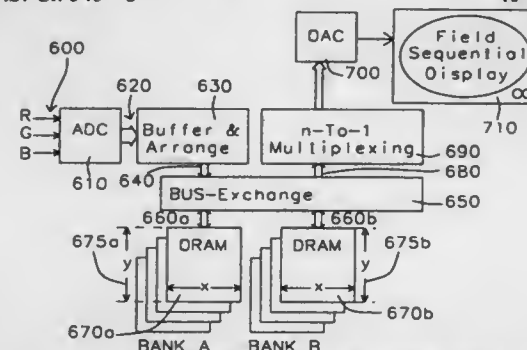 600
620
630
R
G
B
ADC
610
Buffer &
Arrange
640
DAC
700
Field
Sequential
Display
710
n-To-1
Multiplexing
690
680
BUS-Exchange
650
660a
660b
675a
y
DRAM
x
670a
BANK A
DRAM
x
y
675b
670b
BANK B